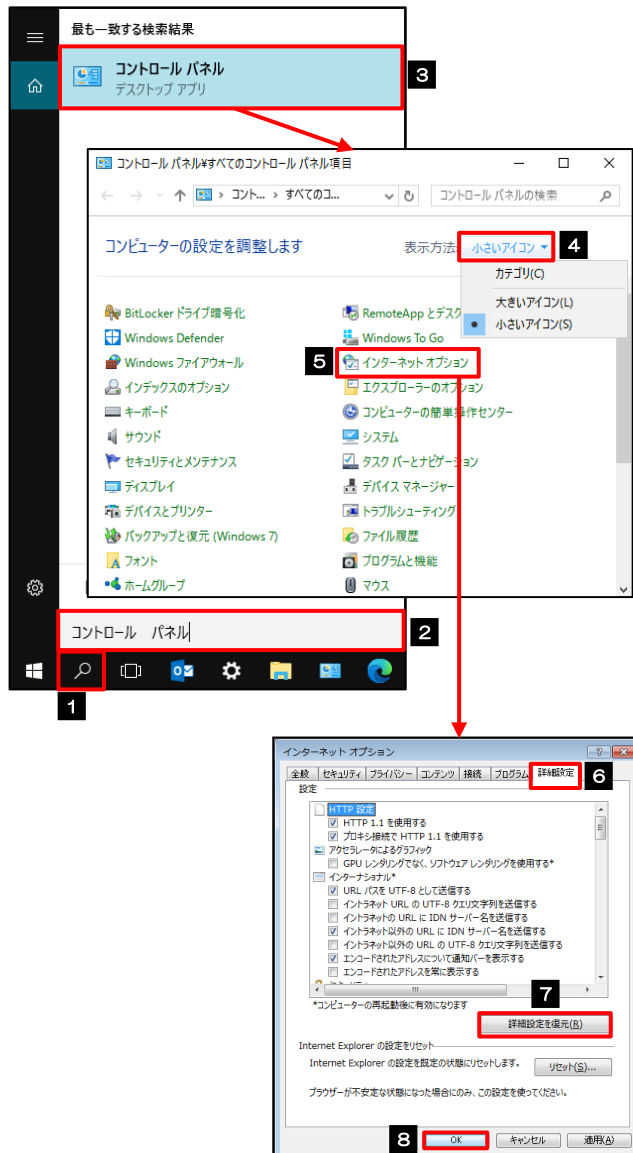 最も一致する検索結果
コントロール パネル
デスクトップ アプリ
3
コントロール パネル¥すべてのコントロール パネル項目
コント... › すべてのコ...
コントロール パネルの検索
コンピューターの設定を調整します
表示方法:
小さいアイコン
4
カテゴリ(C)
大きいアイコン(L)
小さいアイコン(S)
BitLocker ドライブ暗号化
RemoteApp とデスク
Windows Defender
Windows To Go
Windows ファイアウォール
5
インターネット オプション
インデックスのオプション
エクスプローラーのオプション
キーボード
コンピューターの簡単操作センター
サウンド
システム
セキュリティとメンテナンス
タスク バーとナビゲーション
ディスプレイ
デバイス マネージャー
デバイスとプリンター
トラブルシューティング
バックアップと復元 (Windows 7)
ファイル履歴
フォント
プログラムと機能
ホームグループ
マウス
コントロール　パネル
2
1
インターネット オプション
全般
セキュリティ
プライバシー
コンテンツ
接続
プログラム
詳細設定
6
設定
HTTP 設定
HTTP 1.1 を使用する
プロキシ接続で HTTP 1.1 を使用する
アクセラレータによるグラフィック
GPU レンダリングでなく、ソフトウェア レンダリングを使用する*
インターナショナル*
URL パスを UTF-8 として送信する
イントラネット URL の UTF-8 クエリ文字列を送信する
イントラネットの URL に IDN サーバー名を送信する
イントラネット以外の URL に IDN サーバー名を送信する
イントラネット以外の URL の UTF-8 クエリ文字列を送信する
エンコードされたアドレスについて通知バーを表示する
エンコードされたアドレスを常に表示する
*コンピューターの再起動後に有効になります
7
詳細設定を復元(R)
Internet Explorer の設定をリセット
Internet Explorer の設定を既定の状態にリセットします。
リセット(S)...
ブラウザーが不安定な状態になった場合にのみ、この設定を使ってください。
8
OK
キャンセル
適用(A)